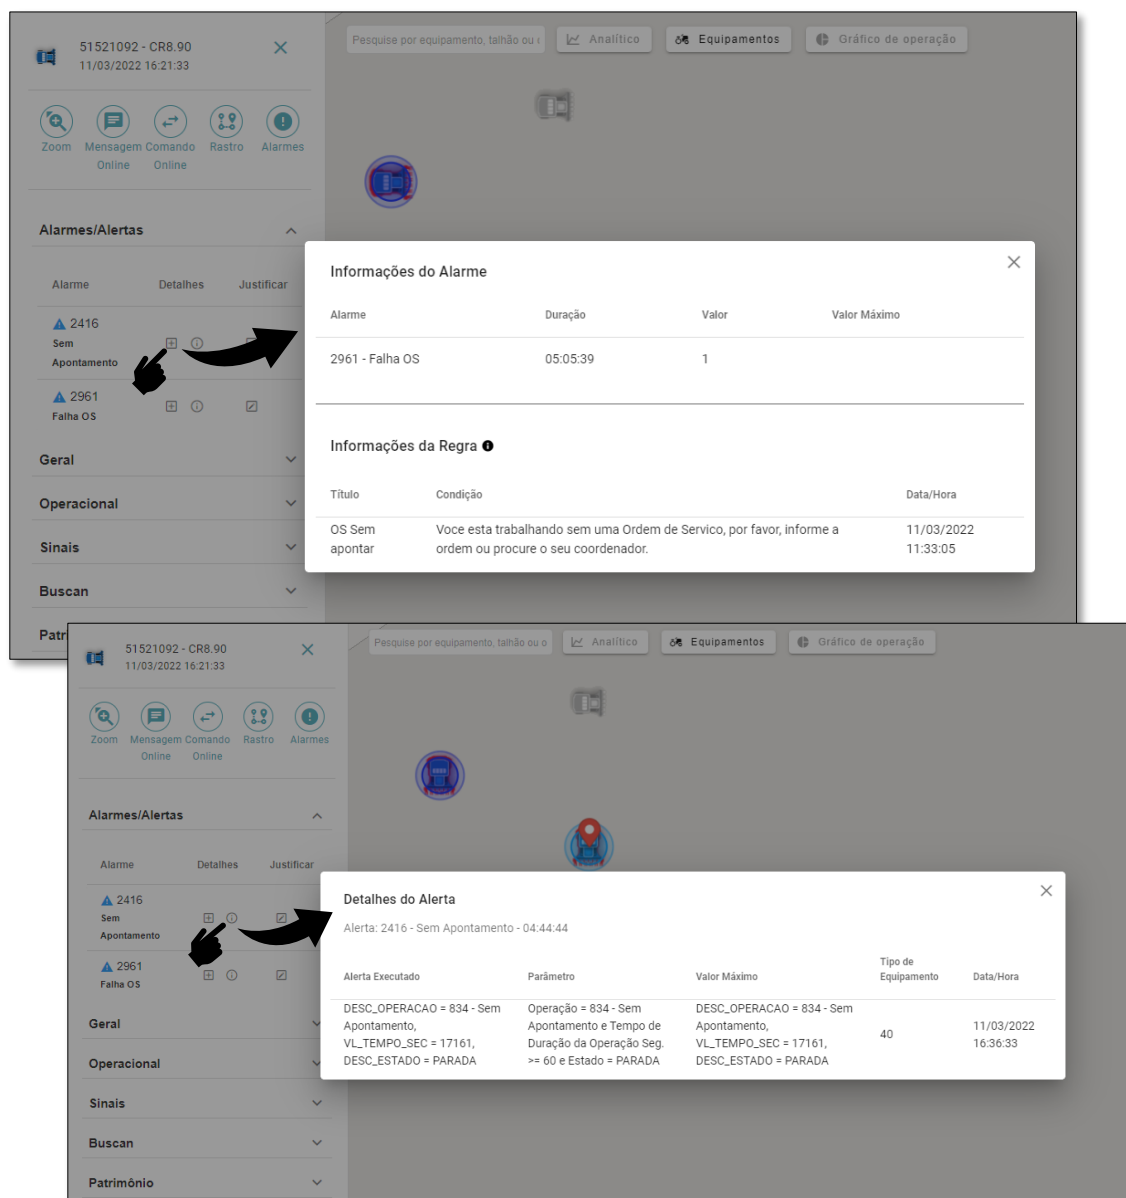 51521092 - CR8.90
11/03/2022 16:21:33
Pesquise por equipamento, talhão ou
Analítico
Equipamentos
Gráfico de operação
Zoom
Mensagem Online
Comando Online
Rastro
Alarmes
Alarmes/Alertas
Alarme Detalhes Justificar
2416
Sem
Apontamento
2961
Falha OS
Geral
Operacional
Sinais
Buscan
Patr
Informações do Alarme
Alarme Duração Valor Valor Máximo
2961 - Falha OS 05:05:39 1
Informações da Regra
Título Condição Data/Hora
OS Sem Voce esta trabalhando sem uma Ordem de Servico, por favor, informe a 11/03/2022
apontar ordem ou procure o seu coordenador. 11:33:05
51521092 - CR8.90
11/03/2022 16:21:33
Pesquise por equipamento, talhão ou o
Analítico
Equipamentos
Gráfico de operação
Zoom
Mensagem Online
Comando Online
Rastro
Alarmes
Alarmes/Alertas
Alarme Detalhes Justificar
2416
Sem
Apontamento
2961
Falha OS
Geral
Operacional
Sinais
Buscan
Patrimônio
Detalhes do Alerta
Alerta: 2416 - Sem Apontamento - 04:44:44
Alerta Executado Parâmetro Valor Máximo Tipo de Equipamento Data/Hora
DESC_OPERACAO = 834 - Sem Operação = 834 - Sem DESC_OPERACAO = 834 - Sem
Apontamento, Apontamento e Tempo de Apontamento, 40 11/03/2022
VL_TEMPO_SEC = 17161, Duração da Operação Seg. VL_TEMPO_SEC = 17161, 16:36:33
DESC_ESTADO = PARADA >= 60 e Estado = PARADA DESC_ESTADO = PARADA